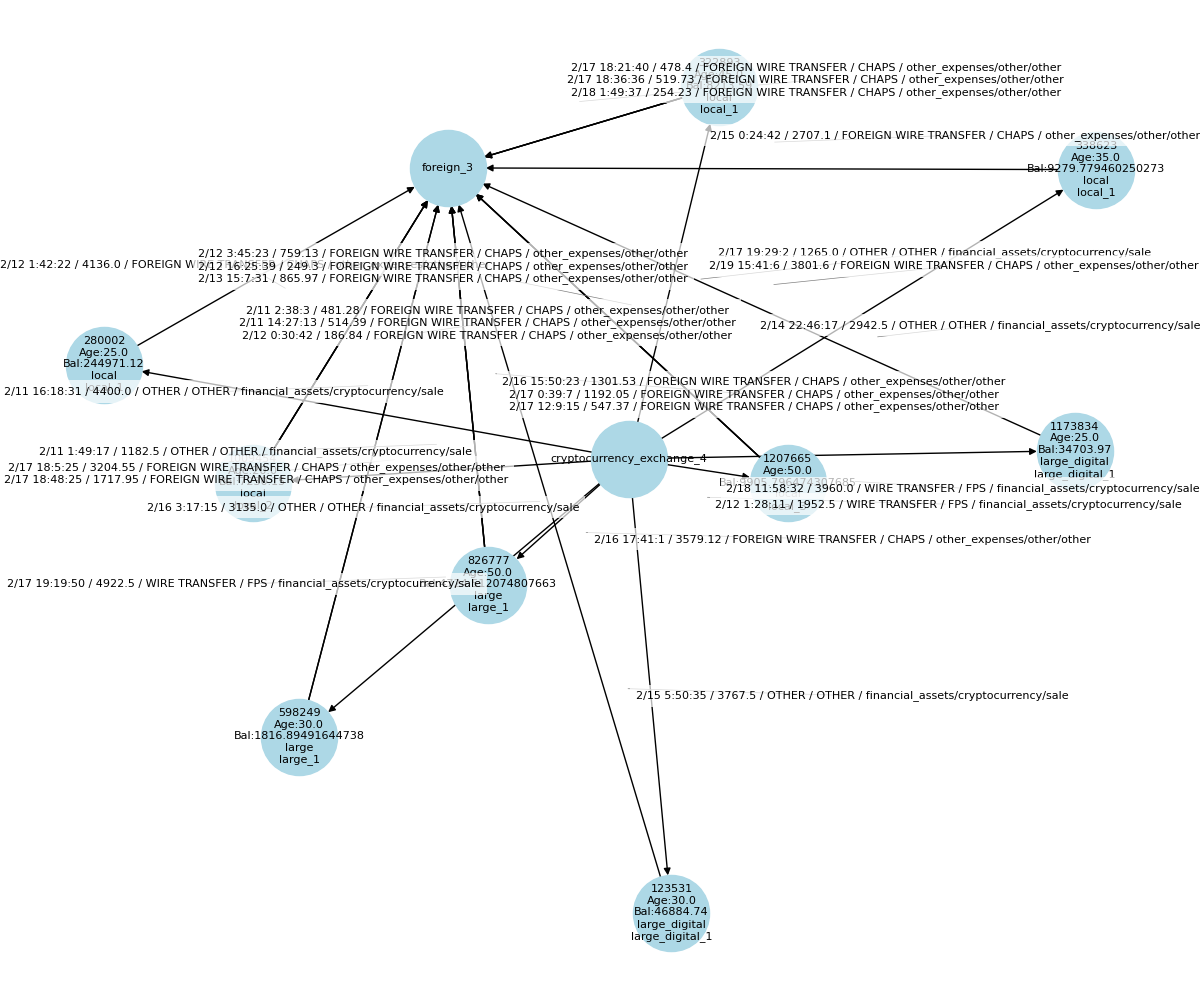 2/17 18:21:40 / 478.4 / FOREIGN WIRE TRANSFER / CHAPS / other_expenses/other/other
2/17 18:36:36 / 519.73 / FOREIGN WIRE TRANSFER / CHAPS / other_expenses/other/other
2/18 1:49:37 / 254.23 / FOREIGN WIRE TRANSFER / CHAPS / other_expenses/other/other
local
local_1
2/15 0:24:42 / 2707.1 / FOREIGN WIRE TRANSFER / CHAPS / other_expenses/other/other
338623
Age:35.0
Bal:9279.779460250273
local
local_1
foreign_3
2/12 3:45:23 / 759.13 / FOREIGN WIRE TRANSFER / CHAPS / other_expenses/other/other
2/12 16:25:39 / 249.3 / FOREIGN WIRE TRANSFER / CHAPS / other_expenses/other/other
2/13 15:7:31 / 865.97 / FOREIGN WIRE TRANSFER / CHAPS / other_expenses/other/other
2/12 1:42:22 / 4136.0 / FOREIGN
2/17 19:29:2 / 1265.0 / OTHER / OTHER / financial_assets/cryptocurrency/sale
2/19 15:41:6 / 3801.6 / FOREIGN WIRE TRANSFER / CHAPS / other_expenses/other/other
2/11 2:38:3 / 481.28 / FOREIGN WIRE TRANSFER / CHAPS / other_expenses/other/other
2/11 14:27:13 / 514.39 / FOREIGN WIRE TRANSFER / CHAPS / other_expenses/other/other
2/12 0:30:42 / 186.84 / FOREIGN WIRE TRANSFER / CHAPS / other_expenses/other/other
2/14 22:46:17 / 2942.5 / OTHER / OTHER / financial_assets/cryptocurrency/sale
280002
Age:25.0
Bal:244971.12
local
local_1
2/11 16:18:31 / 4400.0 / OTHER / OTHER / financial_assets/cryptocurrency/sale
2/16 15:50:23 / 1301.53 / FOREIGN WIRE TRANSFER / CHAPS / other_expenses/other/other
2/17 0:39:7 / 1192.05 / FOREIGN WIRE TRANSFER / CHAPS / other_expenses/other/other
2/17 12:9:15 / 547.37 / FOREIGN WIRE TRANSFER / CHAPS / other_expenses/other/other
1173834
Age:25.0
Bal:34703.97
large_digital
large_digital_1
cryptocurrency_exchange_4
1207665
Age:50.0
Bal:9905.796474307685
2/11 1:49:17 / 1182.5 / OTHER / OTHER / financial_assets/cryptocurrency/sale
2/17 18:5:25 / 3204.55 / FOREIGN WIRE TRANSFER / CHAPS / other_expenses/other/other
2/17 18:48:25 / 1717.95 / FOREIGN WIRE TRANSFER / CHAPS / other_expenses/other/other
local
2/18 11:58:32 / 3960.0 / WIRE TRANSFER / FPS / financial_assets/cryptocurrency/sale
2/12 1:28:11 / 1952.5 / WIRE TRANSFER / FPS / financial_assets/cryptocurrency/sale
2/16 3:17:15 / 3135.0 / OTHER / OTHER / financial_assets/cryptocurrency/sale
2/16 17:41:1 / 3579.12 / FOREIGN WIRE TRANSFER / CHAPS / other_expenses/other/other
826777
Age:50.0
2/17 19:19:50 / 4922.5 / WIRE TRANSFER / FPS / financial_assets/cryptocurrency/sale
large
large_1
2/15 5:50:35 / 3767.5 / OTHER / OTHER / financial_assets/cryptocurrency/sale
598249
Age:30.0
Bal:1816.89491644738
large
large_1
123531
Age:30.0
Bal:46884.74
large_digital
large_digital_1